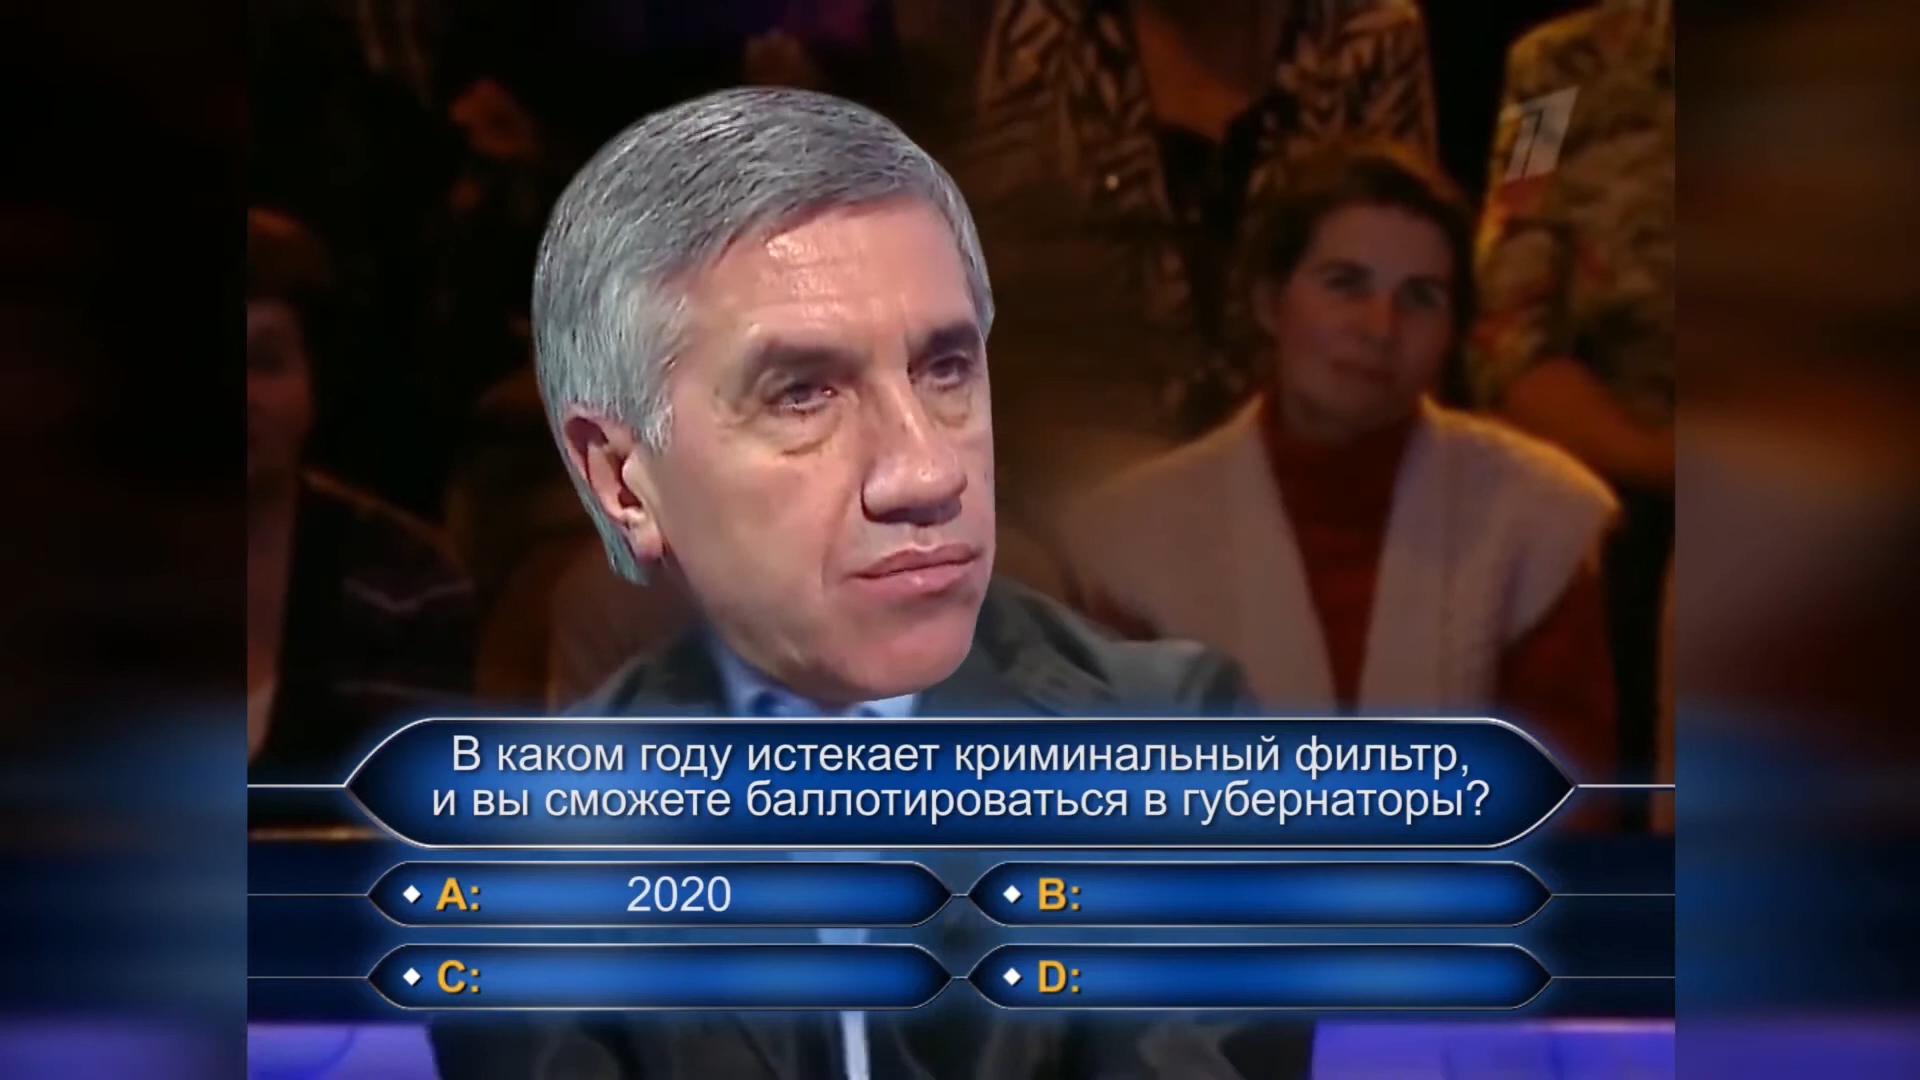 В каком году истекает криминальный фильтр,
и вы сможете баллотироваться в губернаторы?
A: 2020
B:
C:
D: